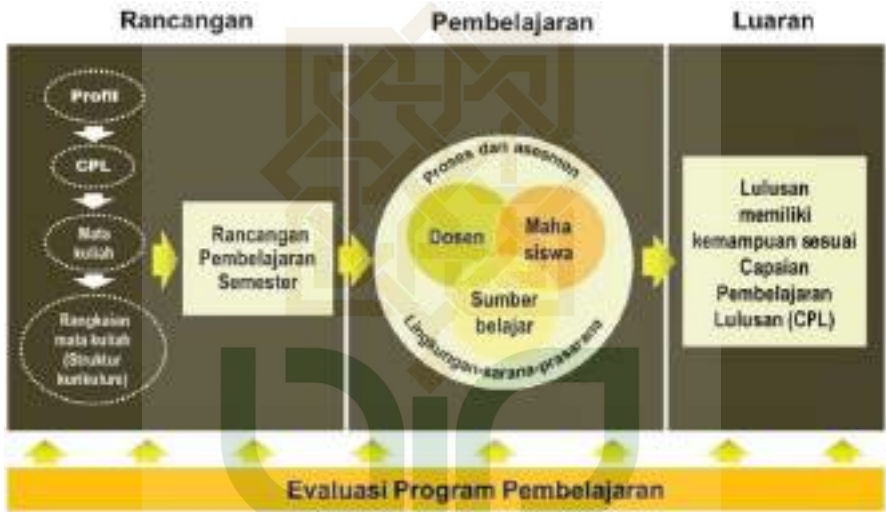 Rancangan
Pembelajaran
Luaran
Profil
CPL
Mata
kuliah
Rangkaian
mata kuliah
(Struktur
kurikulum)
Rancangan
Pembelajaran
Semester
Proses dan asesmen
Dosen
Maha
siswa
Sumber
belajar
Lingkungan-sarana-prasarana
Lulusan
memiliki
kemampuan sesuai
Capaian
Pembelajaran
Lulusan (CPL)
Evaluasi Program Pembelajaran